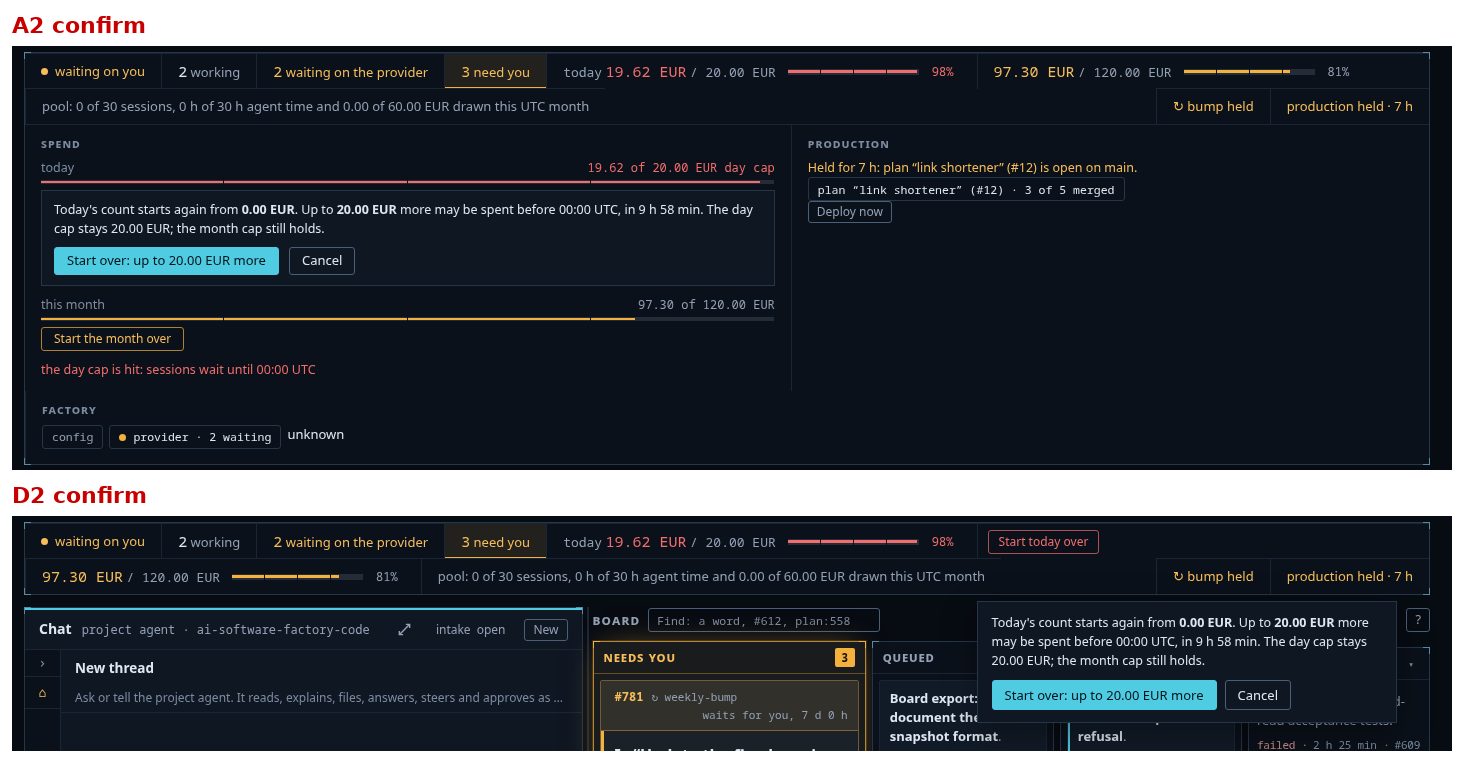 A2 confirm
waiting on you 2 working 2 waiting on the provider 3 need you today 19.62 EUR / 20.00 EUR 98% 97.30 EUR / 120.00 EUR 81%
pool: 0 of 30 sessions, 0 h of 30 h agent time and 0.00 of 60.00 EUR drawn this UTC month ↻ bump held production held · 7 h
SPEND
today 19.62 of 20.00 EUR day cap
Today's count starts again from 0.00 EUR. Up to 20.00 EUR more may be spent before 00:00 UTC, in 9 h 58 min. The day
cap stays 20.00 EUR; the month cap still holds.
Start over: up to 20.00 EUR more Cancel
this month 97.30 of 120.00 EUR
Start the month over
the day cap is hit: sessions wait until 00:00 UTC
PRODUCTION
Held for 7 h: plan “link shortener” (#12) is open on main.
plan “link shortener” (#12) · 3 of 5 merged
Deploy now
FACTORY
config provider · 2 waiting unknown
D2 confirm
waiting on you 2 working 2 waiting on the provider 3 need you today 19.62 EUR / 20.00 EUR 98% Start today over
97.30 EUR / 120.00 EUR 81% pool: 0 of 30 sessions, 0 h of 30 h agent time and 0.00 of 60.00 EUR drawn this UTC month ↻ bump held production held · 7 h
Chat project agent · ai-software-factory-code intake open New
New thread
Ask or tell the project agent. It reads, explains, files, answers, steers and approves as ...
BOARD Find: a word, #612, plan:558 ?
NEEDS YOU 3
#781 ↻ weekly-bump
waits for you, 7 d 0 h
QUEUED
Board export:
document the
snapshot format.
Today's count starts again from 0.00 EUR. Up to 20.00 EUR more
may be spent before 00:00 UTC, in 9 h 58 min. The day cap stays
20.00 EUR; the month cap still holds.
Start over: up to 20.00 EUR more Cancel
refusal.
failed · 2 h 25 min · #609